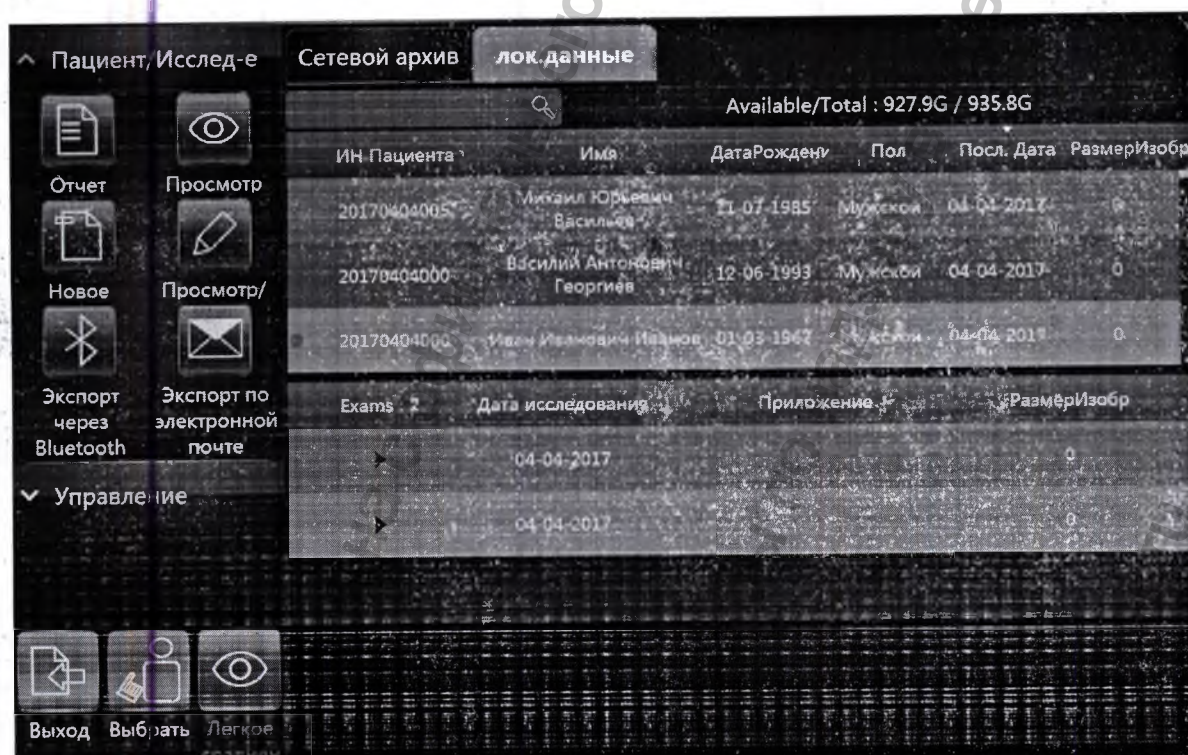 Пациент/Исслед-е
Сетевой архив
лок.данные
Available/Total : 927.9G / 935.8G
ИН Пациента Имя ДатаРождени Пол Посл. Дата РазмерИзобр
Отчет
Просмотр
20170404005 Михаил Юрьевич Васильев 11-07-1985 Мужской 04-04-2017 0
20170404000 Василий Антонович Георгиев 12-06-1993 Мужской 04-04-2017 0
Новое
Просмотр/
20170404000 Иван Иванович Иванов 01-03-1967 04-04-2017 0
Экспорт через Bluetooth
Экспорт по электронной почте
Exams 2 Дата исследования Приложение РазмерИзобр
04-04-2017 0
04-04-2017 0
Управление
Выход
Выбрать
Легкое